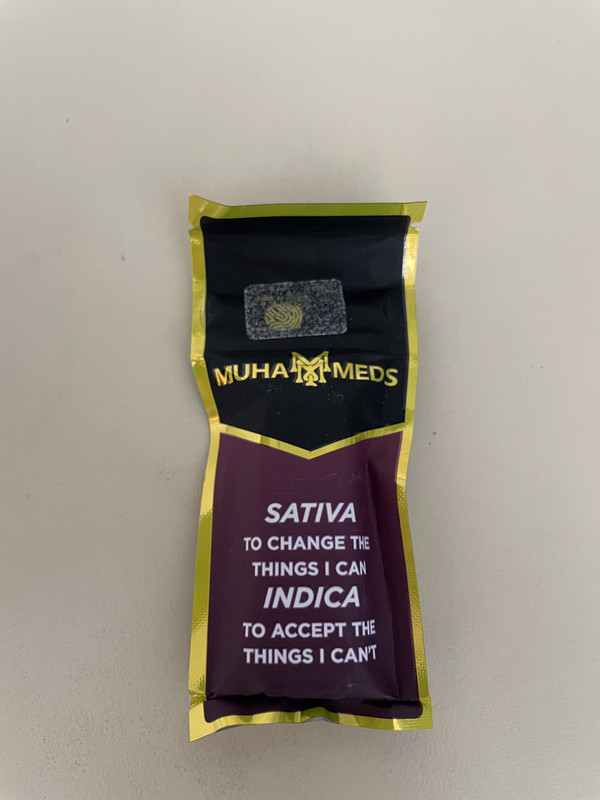 MUHA MEDS
SATIVA
TO CHANGE THE
THINGS I CAN
INDICA
TO ACCEPT THE
THINGS I CAN'T